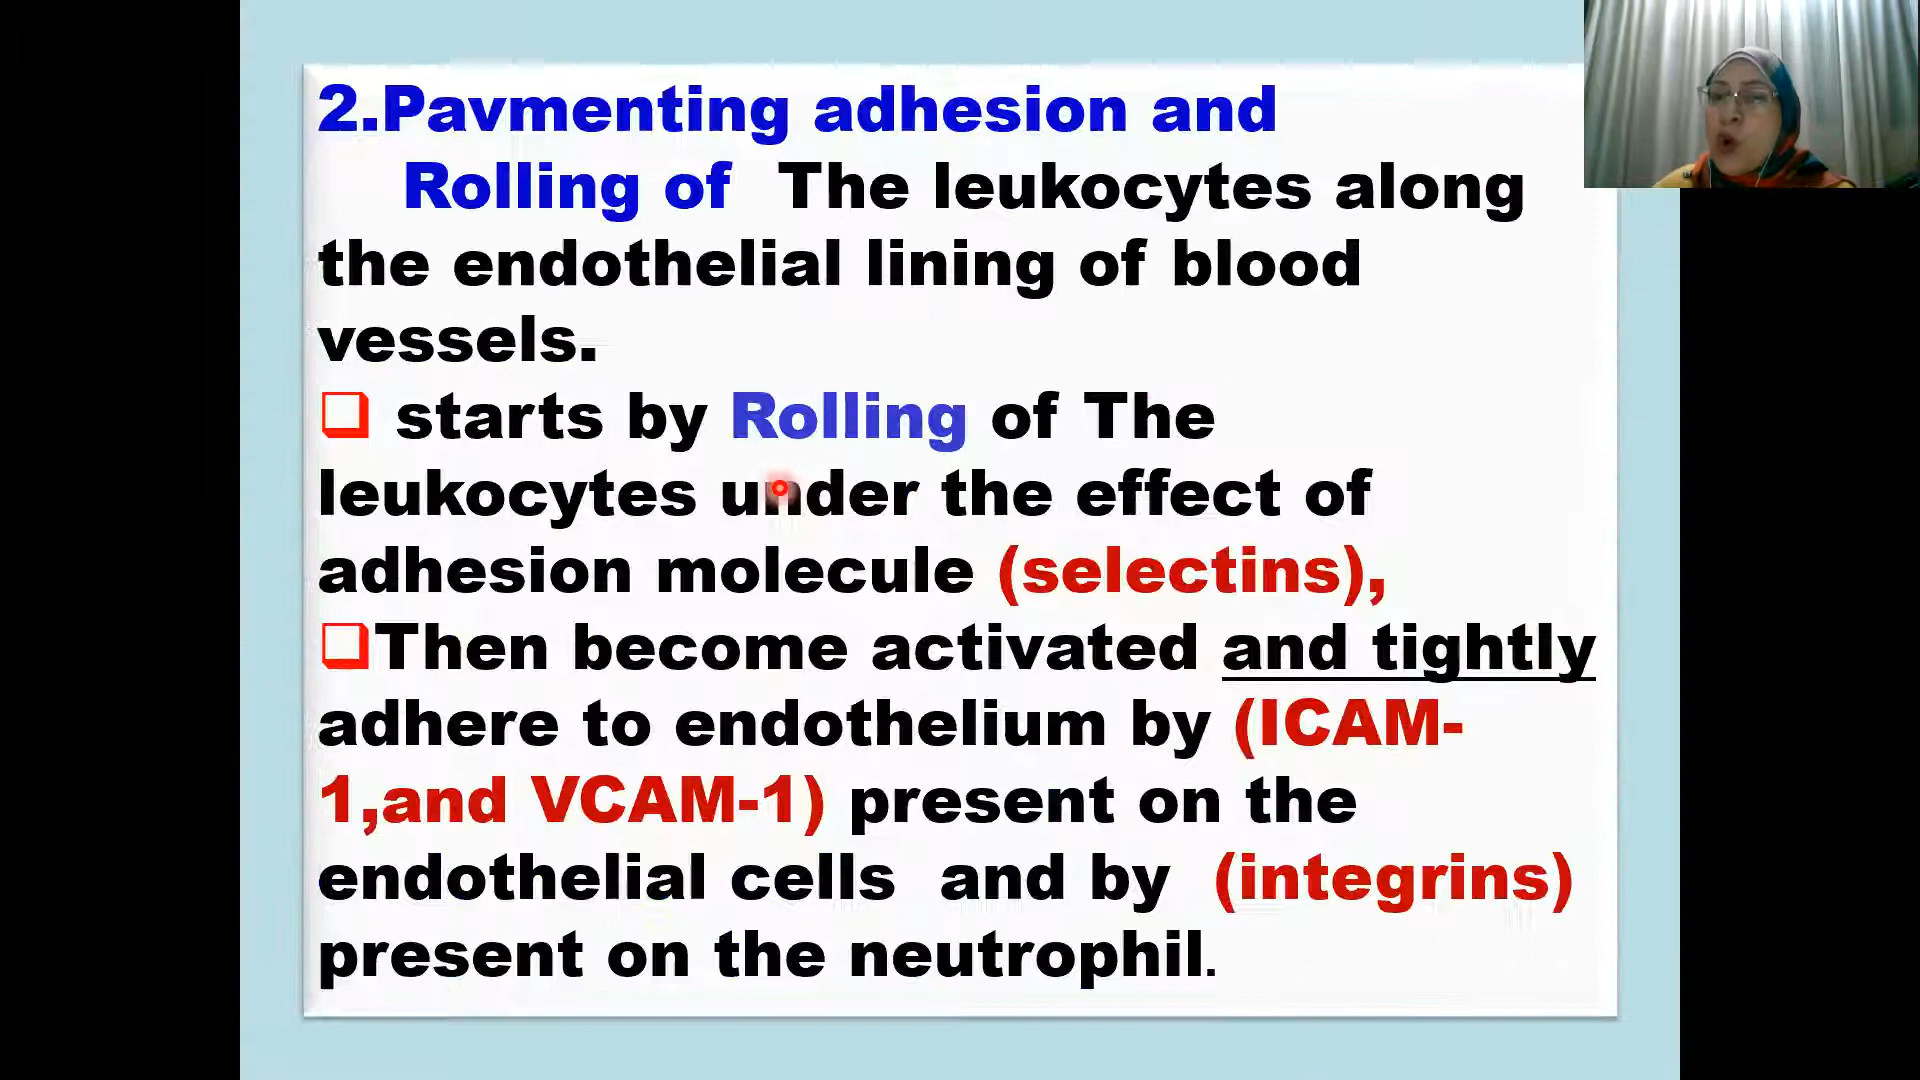 2.Pavmenting adhesion and
Rolling of The leukocytes along
the endothelial lining of blood
vessels.
❑ starts by Rolling of The
leukocytes under the effect of
adhesion molecule (selectins),
❑Then become activated and tightly
adhere to endothelium by (ICAM-
1,and VCAM-1) present on the
endothelial cells and by (integrins)
present on the neutrophil.